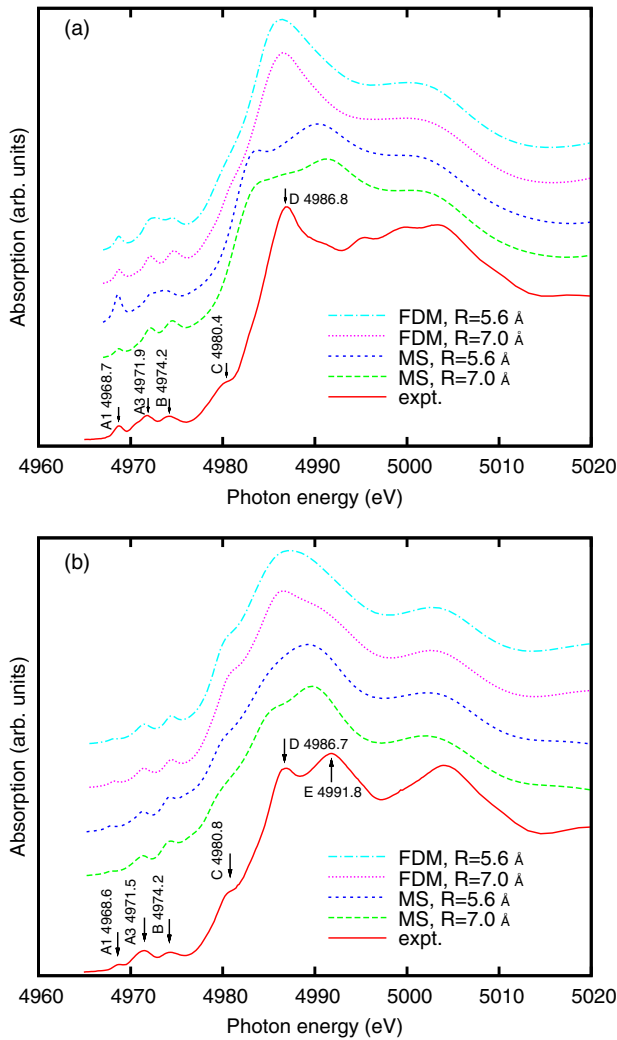 (a)
Absorption (arb. units)
D 4986.8
C 4980.4
A1 4968.7
A3 4971.9
B 4974.2
FDM, R=5.6 Å
FDM, R=7.0 Å
MS, R=5.6 Å
MS, R=7.0 Å
expt.
4960 4970 4980 4990 5000 5010 5020
Photon energy (eV)
(b)
Absorption (arb. units)
D 4986.7
E 4991.8
C 4980.8
A1 4968.6
A3 4971.5
B 4974.2
FDM, R=5.6 Å
FDM, R=7.0 Å
MS, R=5.6 Å
MS, R=7.0 Å
expt.
4960 4970 4980 4990 5000 5010 5020
Photon energy (eV)